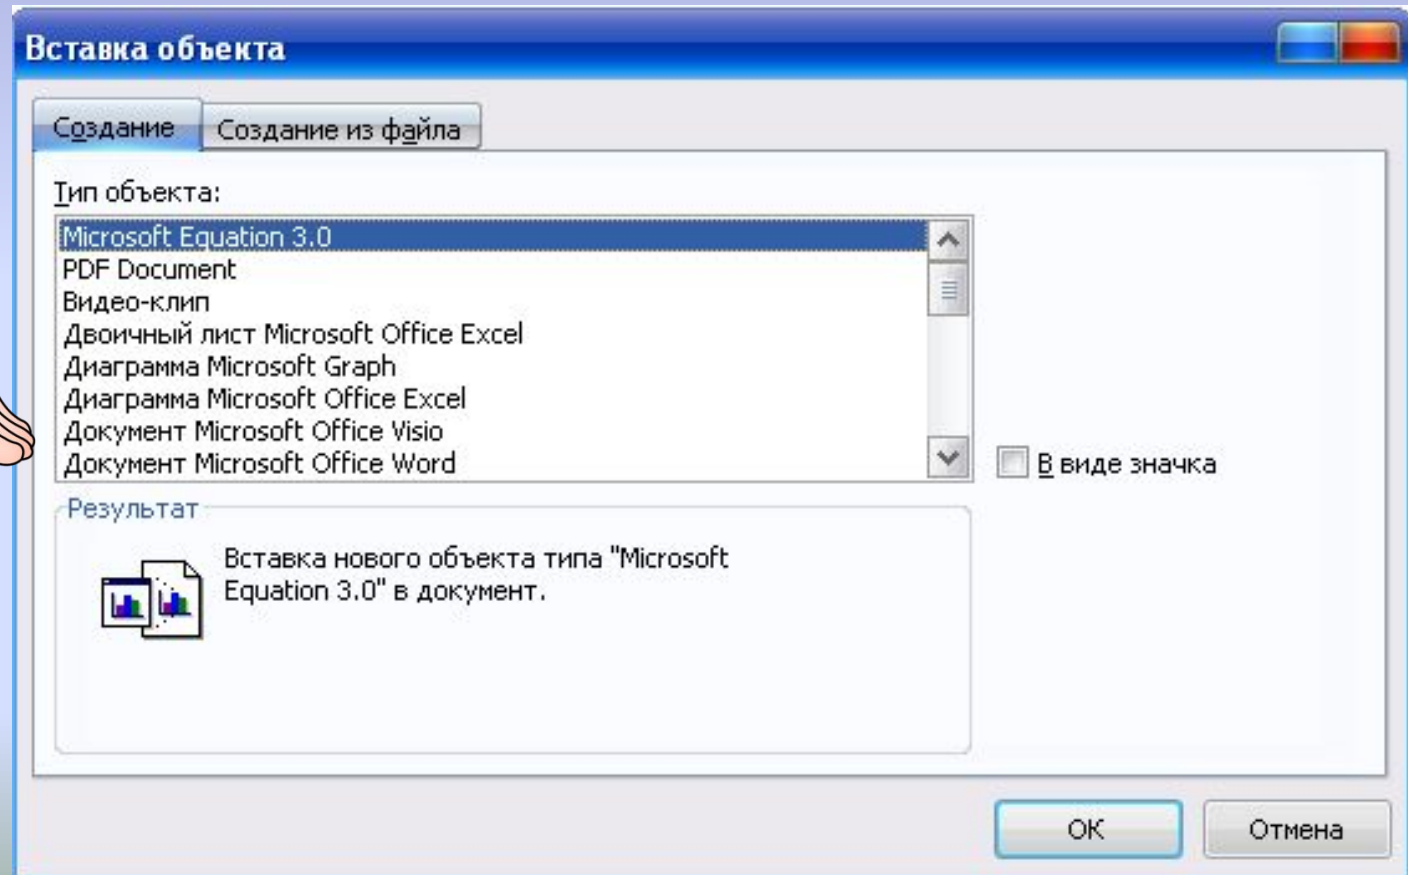 Вставка объекта
Создание
Создание из файла
Тип объекта:
Microsoft Equation 3.0
PDF Document
Видео-клип
Двоичный лист Microsoft Office Excel
Диаграмма Microsoft Graph
Диаграмма Microsoft Office Excel
Документ Microsoft Office Visio
Документ Microsoft Office Word
В виде значка
Результат
Вставка нового объекта типа "Microsoft
Equation 3.0" в документ.
ОК
Отмена